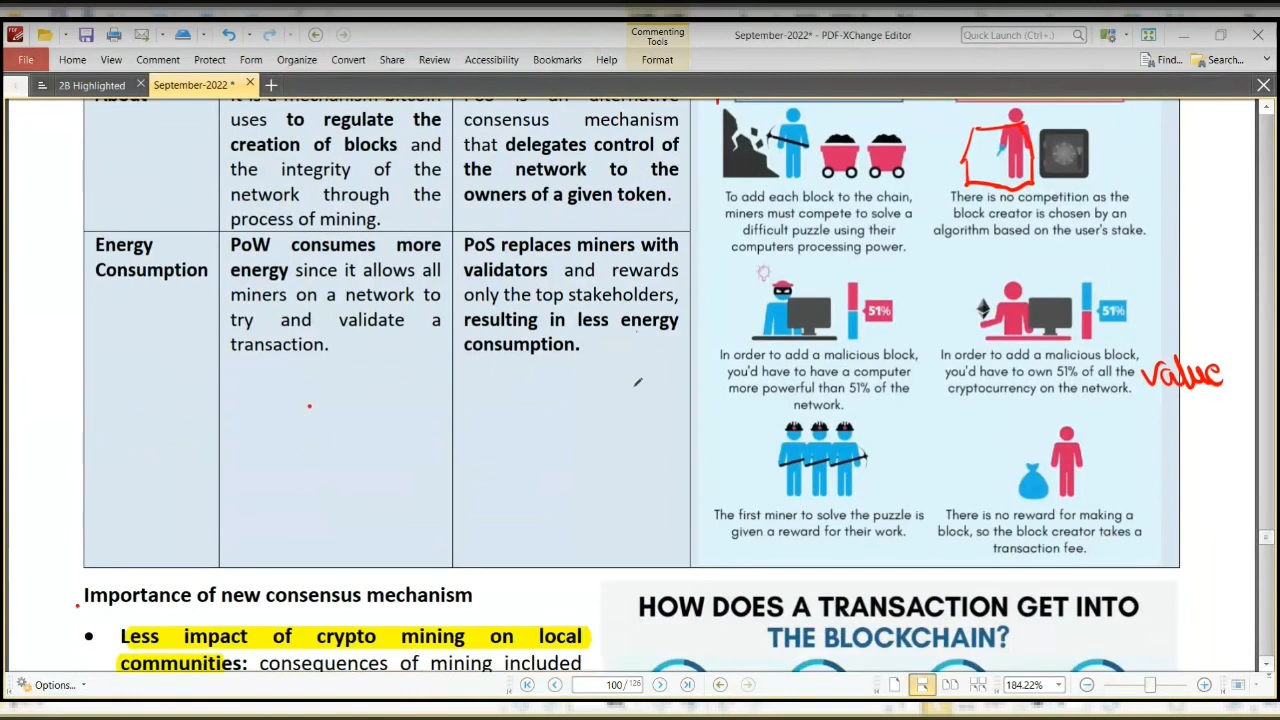 Commenting
Tools
September-2022* - PDF-XChange Editor
Quick Launch (Ctrl+.)
File
Home
View
Comment
Protect
Form
Organize
Convert
Share
Review
Accessibility
Bookmarks
Help
Format
Find...
Search...
2B Highlighted
September-2022 *
About
It is a mechanism bitcoin
uses to regulate the
creation of blocks and
the integrity of the
network through the
process of mining.
PoS is an alternative
consensus mechanism
that delegates control of
the network to the
owners of a given token.
Energy
Consumption
PoW consumes more
energy since it allows all
miners on a network to
try and validate a
transaction.
PoS replaces miners with
validators and rewards
only the top stakeholders,
resulting in less energy
consumption.
To add each block to the chain,
miners must compete to solve a
difficult puzzle using their
computers processing power.
There is no competition as the
block creator is chosen by an
algorithm based on the user's stake.
51%
51%
In order to add a malicious block,
you'd have to have a computer
more powerful than 51% of the
network.
In order to add a malicious block,
you'd have to own 51% of all the
cryptocurrency on the network.
value
The first miner to solve the puzzle is
given a reward for their work.
There is no reward for making a
block, so the block creator takes a
transaction fee.
Importance of new consensus mechanism
• Less impact of crypto mining on local
communities: consequences of mining included
HOW DOES A TRANSACTION GET INTO
THE BLOCKCHAIN?
Options...
100 / 126
184.22%